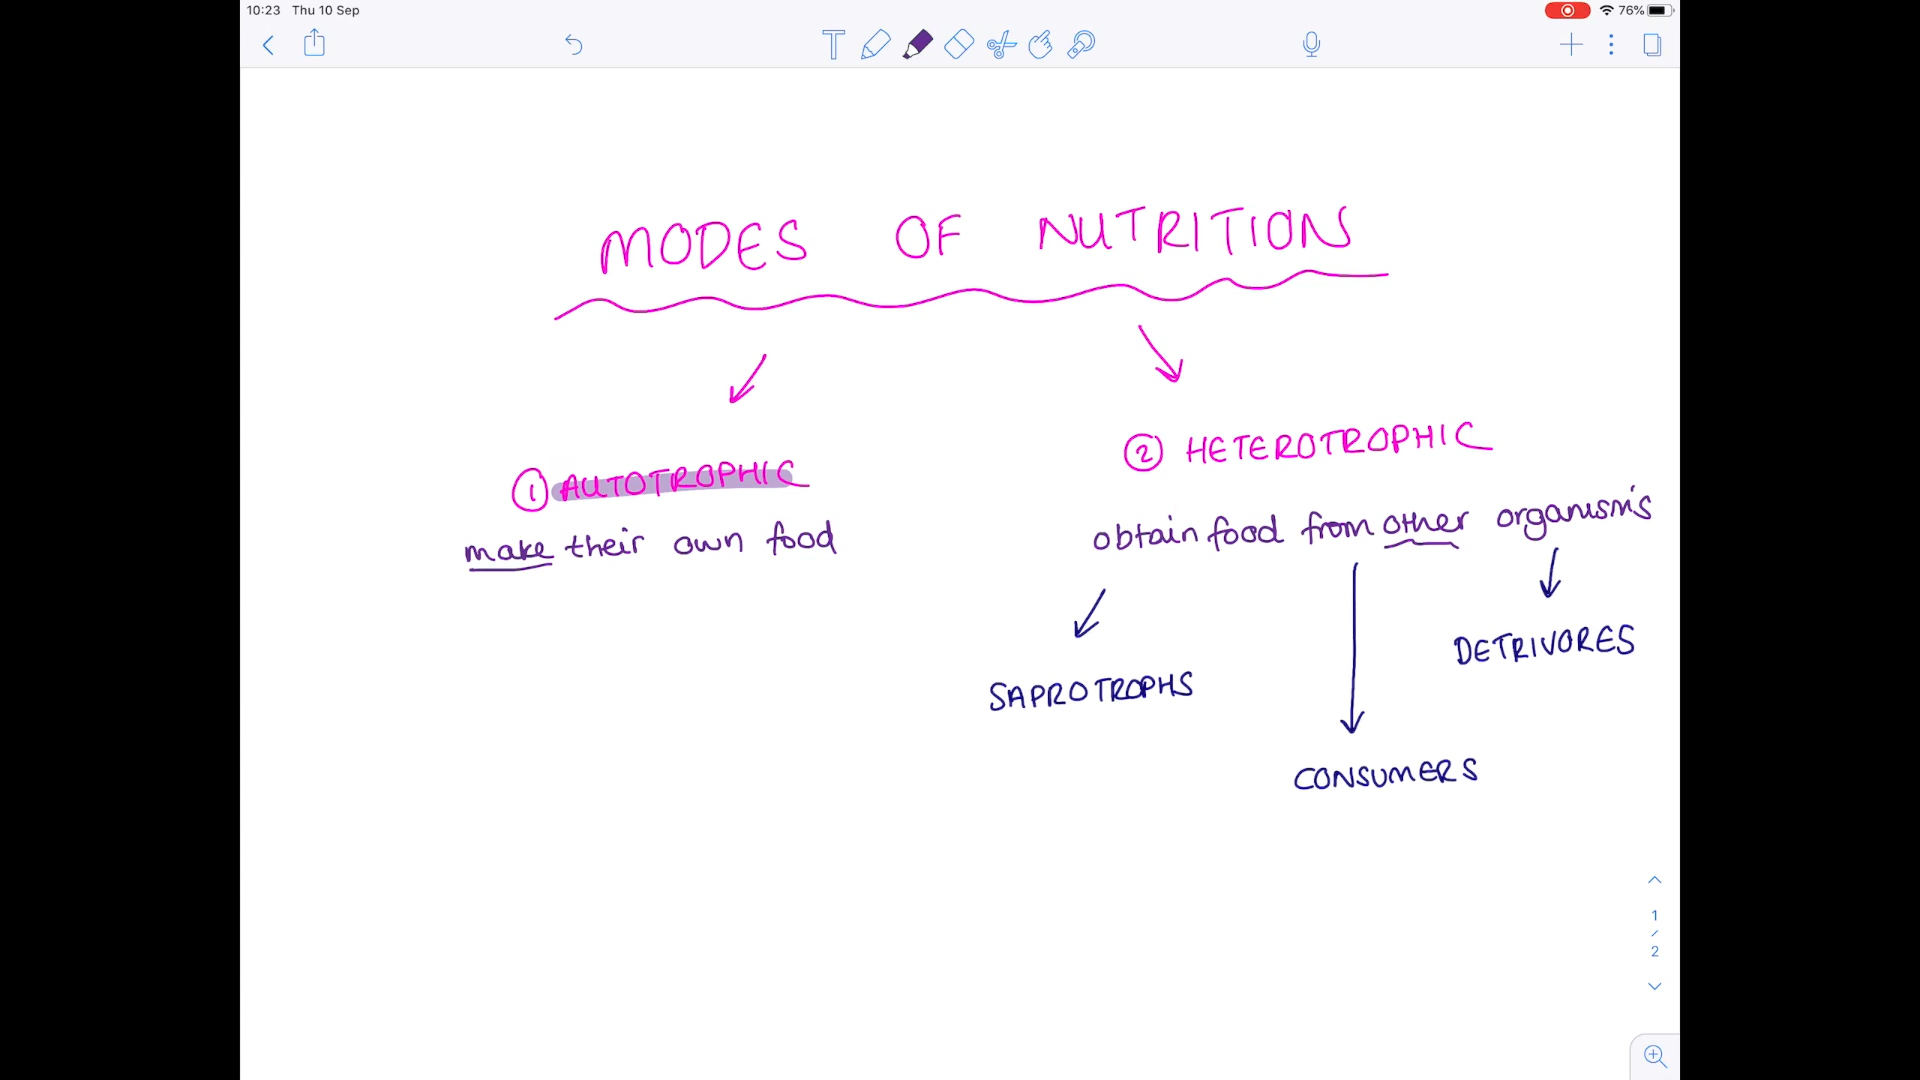 10:23 Thu 10 Sep
76%
T
MODES OF NUTRITION
① AUTOTROPHIC
make their own food
② HETEROTROPHIC
obtain food from other organisms
SAPROTROPHS
DETRIVORES
CONSUMERS
1
/
2